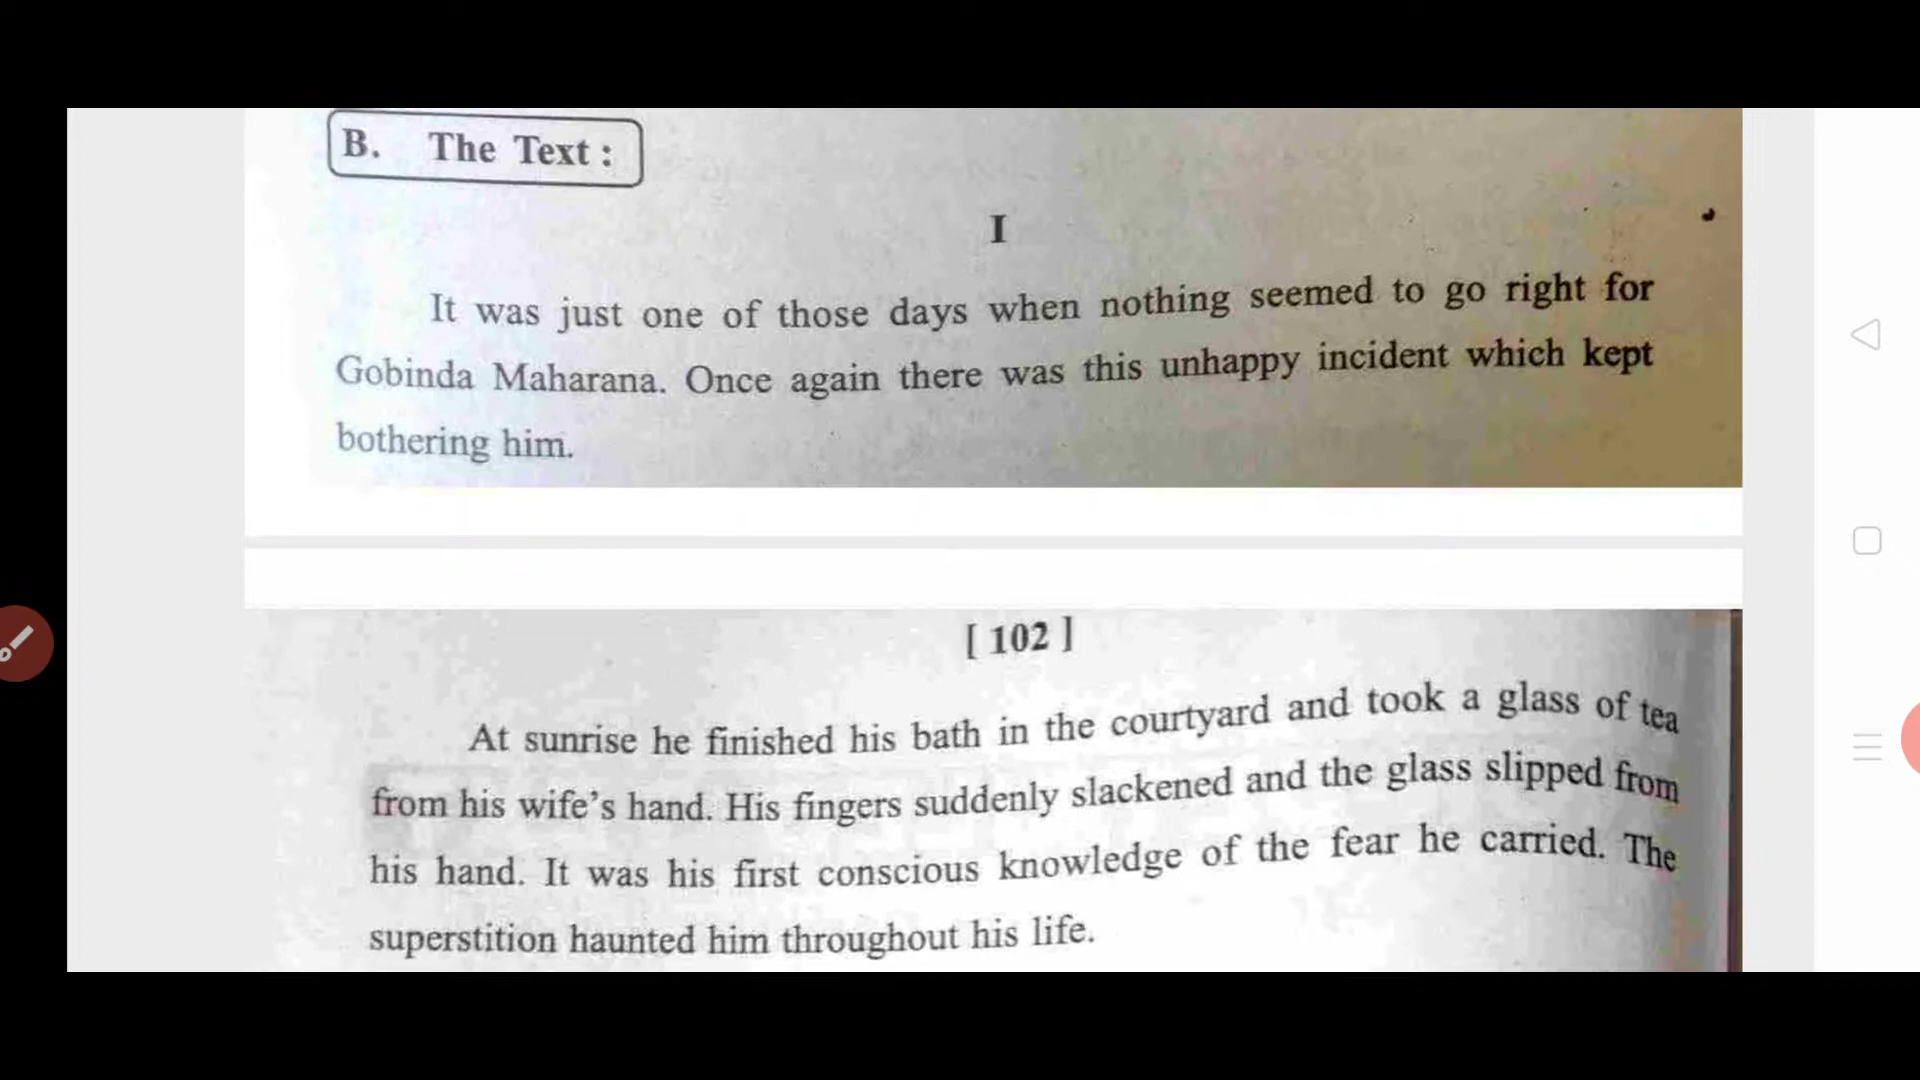 B. The Text :
I
It was just one of those days when nothing seemed to go right for
Gobinda Maharana. Once again there was this unhappy incident which kept
bothering him.
[ 102 ]
At sunrise he finished his bath in the courtyard and took a glass of tea
from his wife’s hand. His fingers suddenly slackened and the glass slipped from
his hand. It was his first conscious knowledge of the fear he carried. The
superstition haunted him throughout his life.